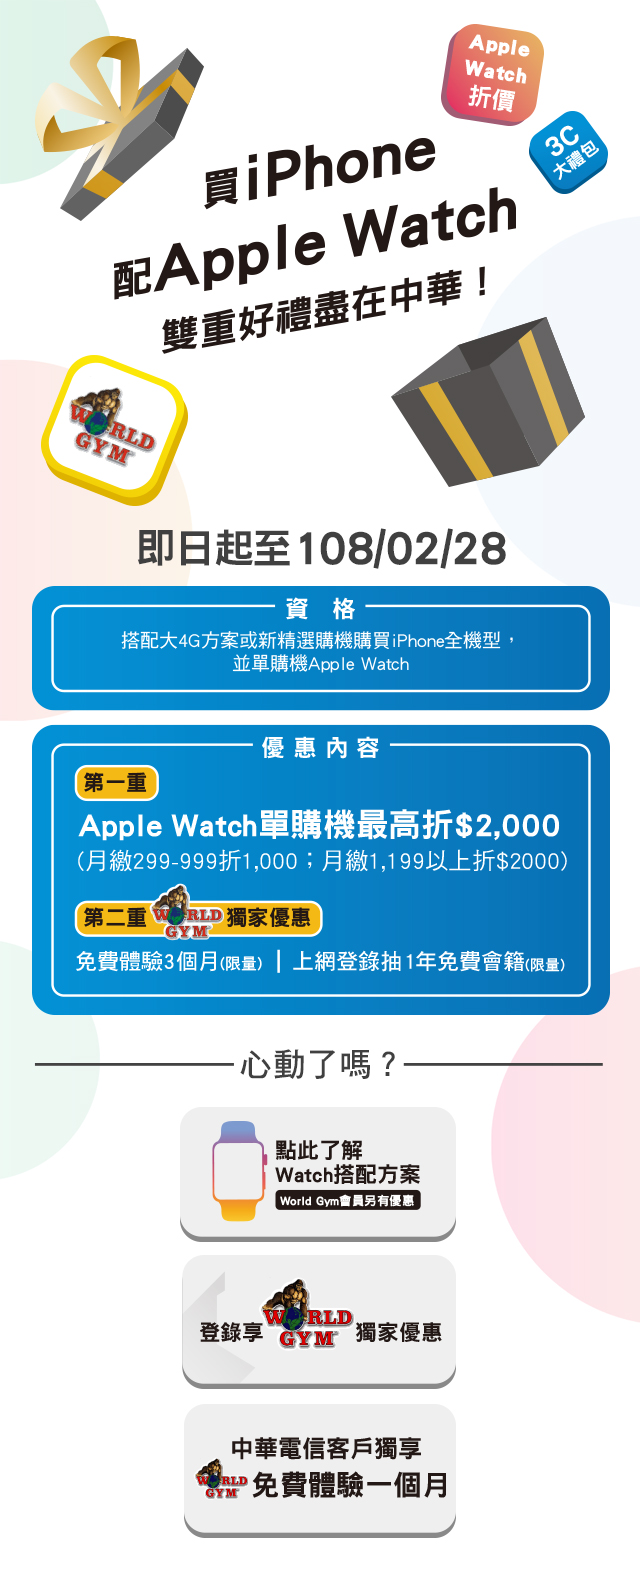 Apple
Watch
折價
3C
大禮包
買iPhone
配Apple Watch
雙重好禮盡在中華！
WORLD
GYM
即日起至108/02/28
資 格
搭配大4G方案或新精選購機購買iPhone全機型，
並單購機Apple Watch
優惠內容
第一重
Apple Watch單購機最高折$2,000
(月繳299-999折1,000；月繳1,199以上折$2000)
第二重 WORLD GYM 獨家優惠
免費體驗3個月(限量) | 上網登錄抽1年免費會籍(限量)
心動了嗎？
點此了解
Watch搭配方案
World Gym會員另有優惠
登錄享 WORLD GYM 獨家優惠
中華電信客戶獨享
WORLD GYM 免費體驗一個月